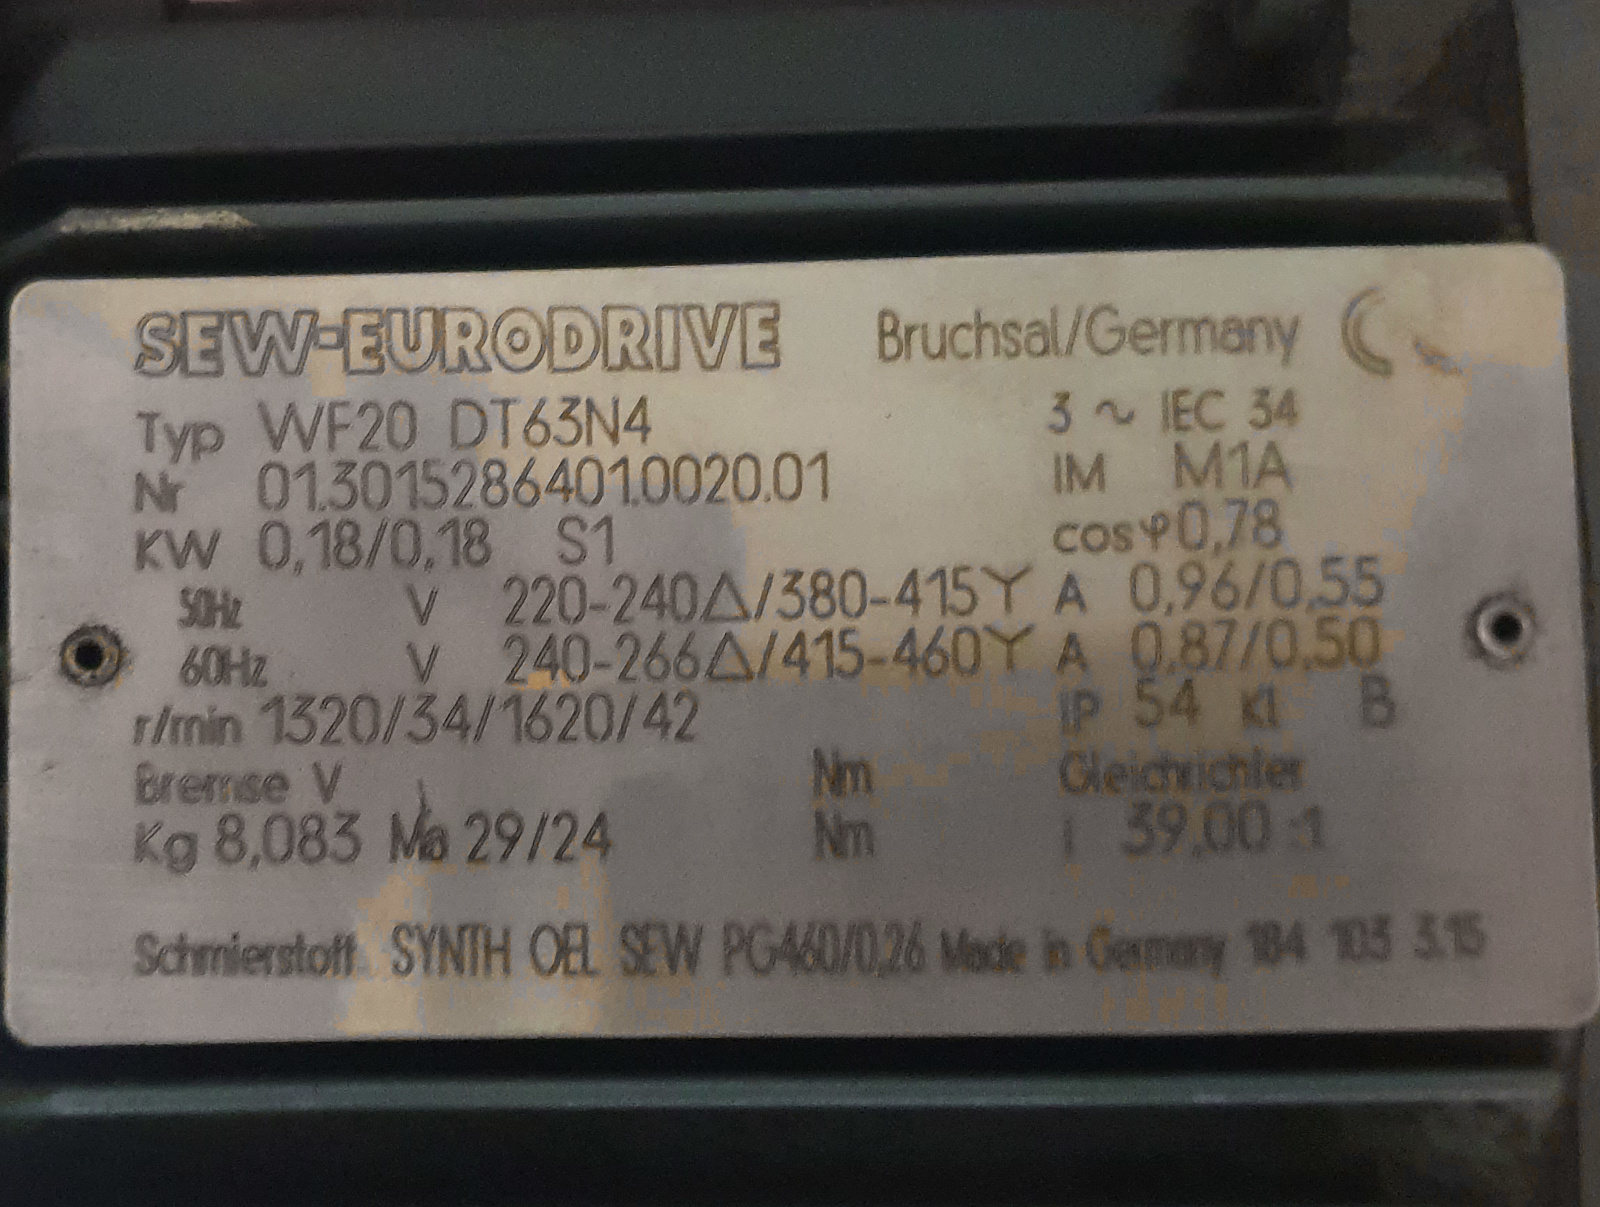 SEW-EURODRIVE Bruchsal/Germany CE
Typ WF20 DT63N4 3 ~ IEC 34
Nr 01.3015286401.0020.01 IM M1A
KW 0,18/0,18 S1 cosφ 0,78
50Hz V 220-240△/380-415Y A 0,96/0,55
60Hz V 240-266△/415-460Y A 0,87/0,50
r/min 1320/34/1620/42 IP 54 Kl B
Bremse V Nm Gleichrichter
Kg 8,083 Ma 29/24 Nm i 39,00 :1
Schmierstoff SYNTH OEL SEW PG460/0,26 Made in Germany 184 103 3.15